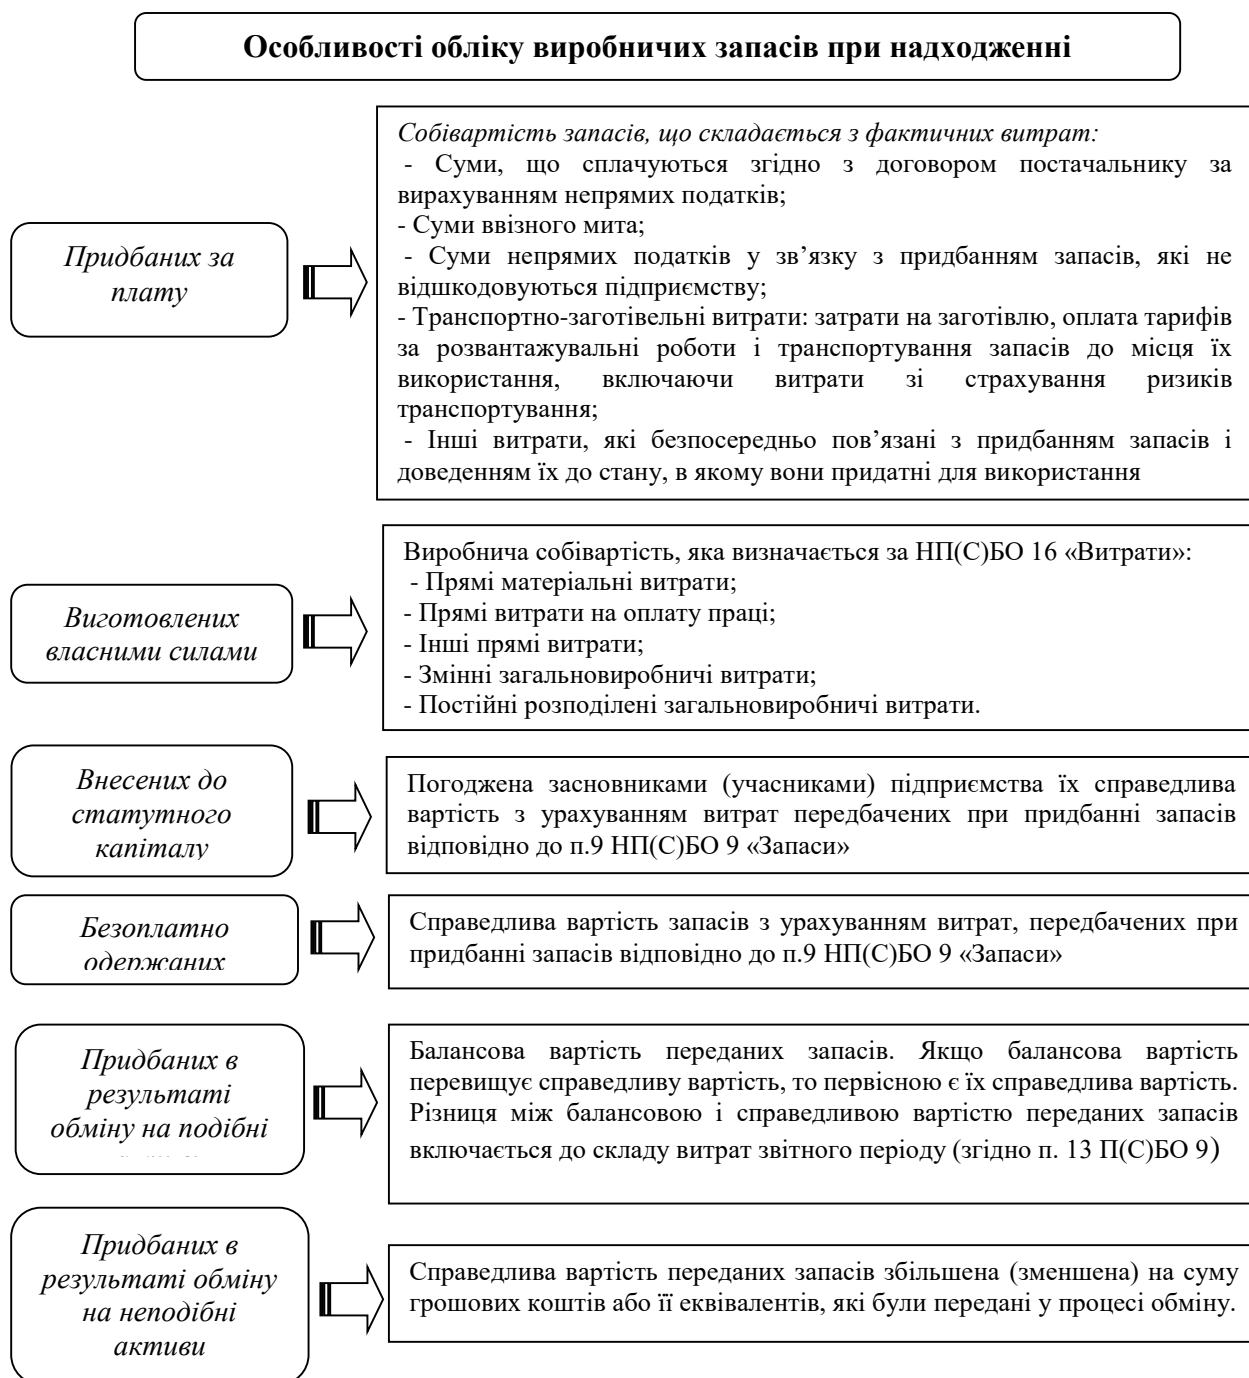 Особливості обліку виробничих запасів при надходженні
Придбаних за
плату
Собівартість запасів, що складається з фактичних витрат:
- Суми, що сплачуються згідно з договором постачальнику за
вирахуванням непрямих податків;
- Суми ввізного мита;
- Суми непрямих податків у зв’язку з придбанням запасів, які не
відшкодовуються підприємству;
- Транспортно-заготівельні витрати: затрати на заготівлю, оплата тарифів
за розвантажувальні роботи і транспортування запасів до місця їх
використання, включаючи витрати зі страхування ризиків
транспортування;
- Інші витрати, які безпосередньо пов’язані з придбанням запасів і
доведенням їх до стану, в якому вони придатні для використання
Виготовлених
власними силами
Виробнича собівартість, яка визначається за НП(С)БО 16 «Витрати»:
- Прямі матеріальні витрати;
- Прямі витрати на оплату праці;
- Інші прямі витрати;
- Змінні загальновиробничі витрати;
- Постійні розподілені загальновиробничі витрати.
Внесених до
статутного
капіталу
Погоджена засновниками (учасниками) підприємства їх справедлива
вартість з урахуванням витрат передбачених при придбанні запасів
відповідно до п.9 НП(С)БО 9 «Запаси»
Безоплатно
одержаних
Справедлива вартість запасів з урахуванням витрат, передбачених при
придбанні запасів відповідно до п.9 НП(С)БО 9 «Запаси»
Придбаних в
результаті
обміну на подібні
Балансова вартість переданих запасів. Якщо балансова вартість
перевищує справедливу вартість, то первісною є їх справедлива вартість.
Різниця між балансовою і справедливою вартістю переданих запасів
включається до складу витрат звітного періоду (згідно п. 13 П(С)БО 9)
Придбаних в
результаті обміну
на неподібні
активи
Справедлива вартість переданих запасів збільшена (зменшена) на суму
грошових коштів або її еквівалентів, які були передані у процесі обміну.